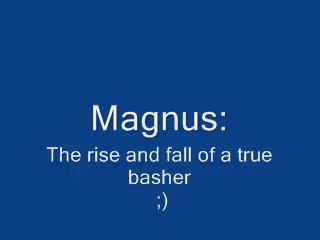 Magnus:
The rise and fall of a true
basher
;)